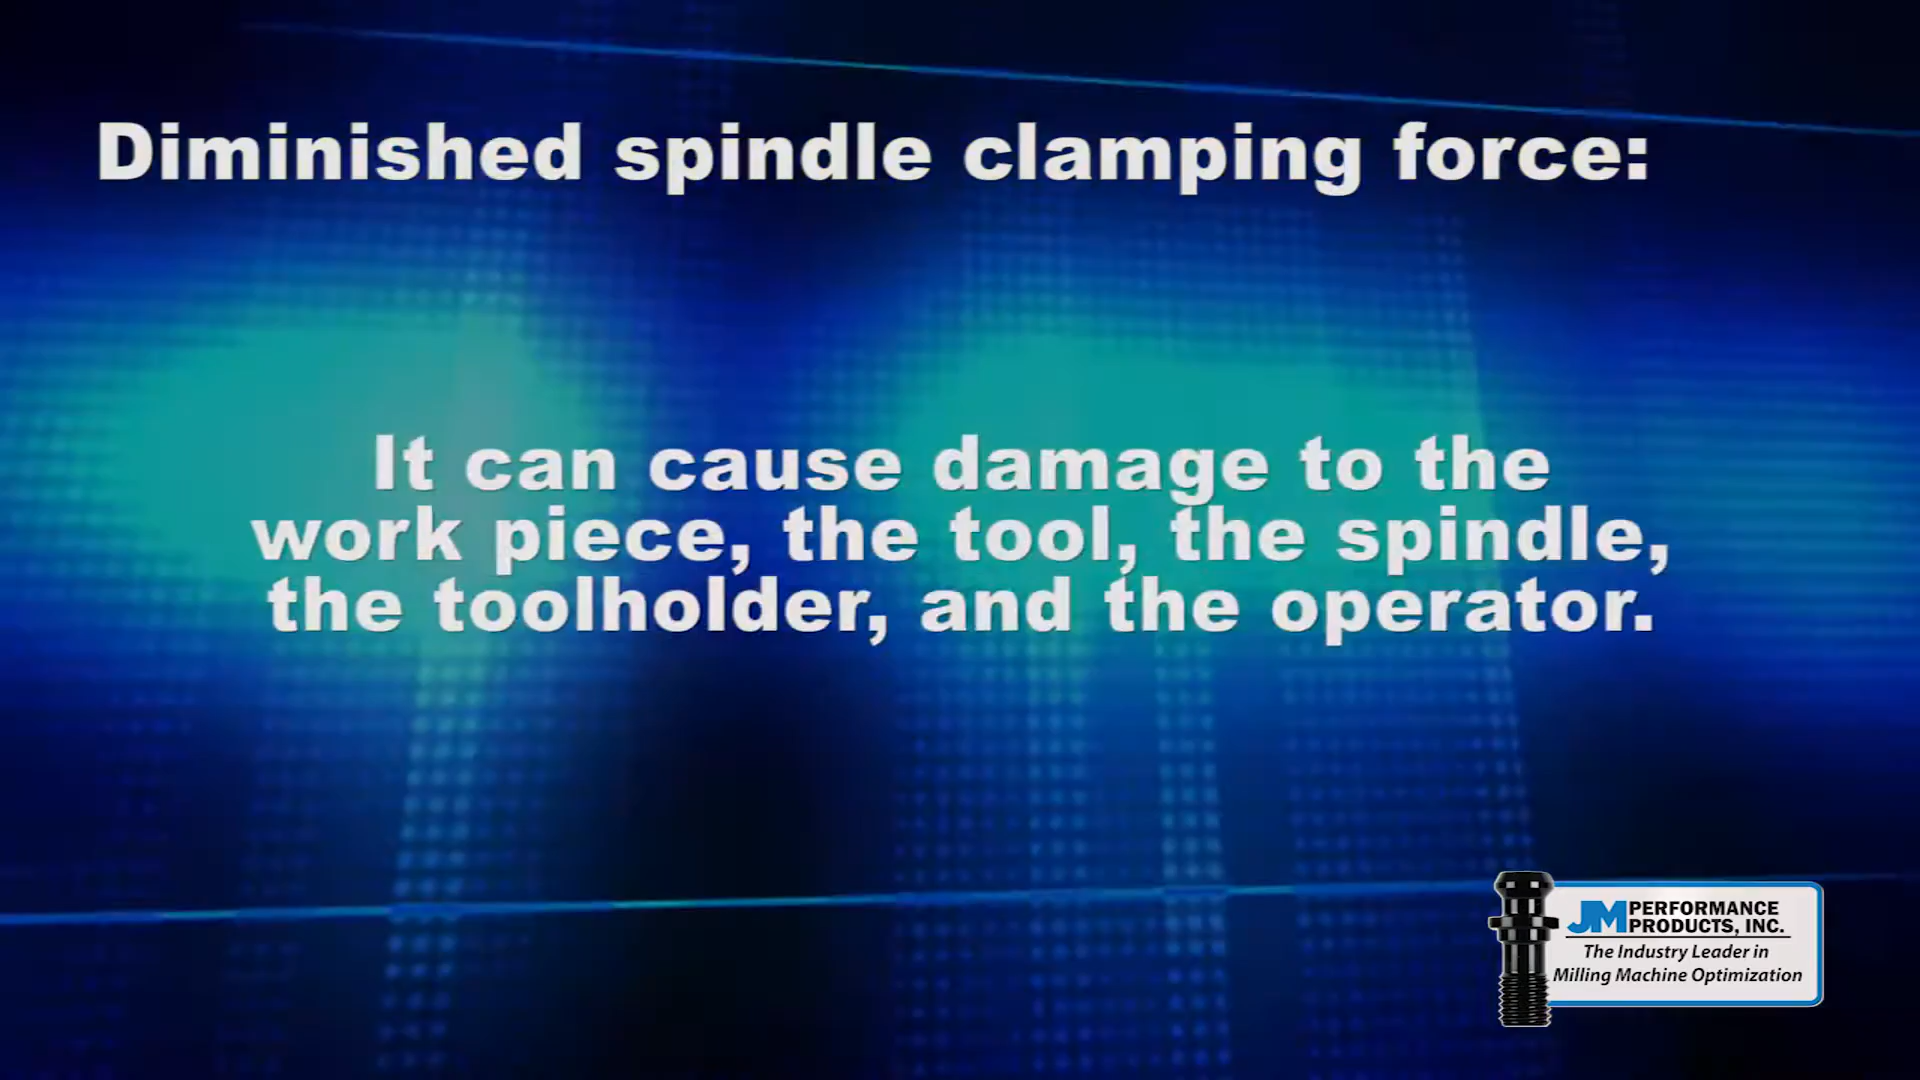 Diminished spindle clamping force:
It can cause damage to the
work piece, the tool, the spindle,
the toolholder, and the operator.
JM PERFORMANCE
PRODUCTS, INC.
The Industry Leader in
Milling Machine Optimization